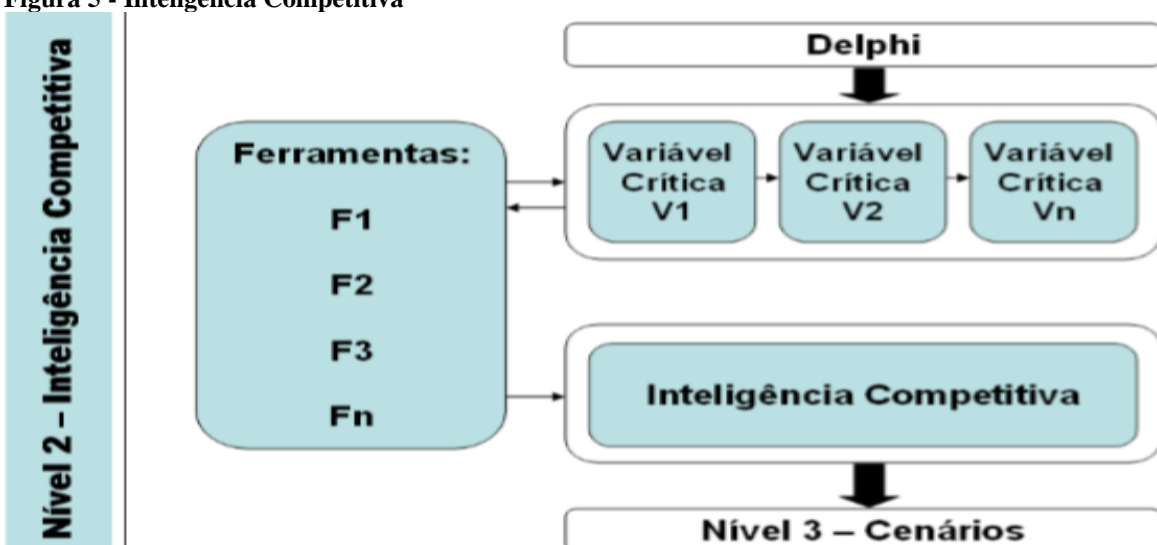 Figura 5 - Inteligência Competitiva
Nível 2 – Inteligência Competitiva
Delphi
Ferramentas:
F1
F2
F3
Fn
Variável
Crítica
V1
Variável
Crítica
V2
Variável
Crítica
Vn
Inteligência Competitiva
Nível 3 – Cenários